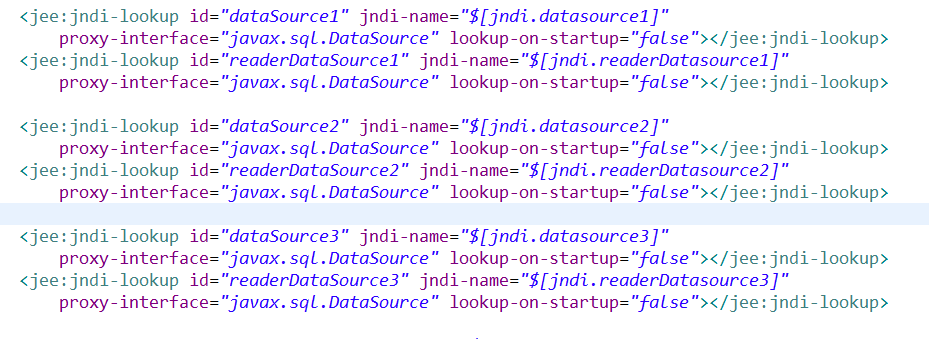 <jee:jndi-lookup id="dataSource1" jndi-name="$[jndi.datasource1]"
proxy-interface="javax.sql.DataSource" lookup-on-startup="false"></jee:jndi-lookup>
<jee:jndi-lookup id="readerDataSource1" jndi-name="$[jndi.readerDatasource1]"
proxy-interface="javax.sql.DataSource" lookup-on-startup="false"></jee:jndi-lookup>
<jee:jndi-lookup id="dataSource2" jndi-name="$[jndi.datasource2]"
proxy-interface="javax.sql.DataSource" lookup-on-startup="false"></jee:jndi-lookup>
<jee:jndi-lookup id="readerDataSource2" jndi-name="$[jndi.readerDatasource2]"
proxy-interface="javax.sql.DataSource" lookup-on-startup="false"></jee:jndi-lookup>
<jee:jndi-lookup id="dataSource3" jndi-name="$[jndi.datasource3]"
proxy-interface="javax.sql.DataSource" lookup-on-startup="false"></jee:jndi-lookup>
<jee:jndi-lookup id="readerDataSource3" jndi-name="$[jndi.readerDatasource3]"
proxy-interface="javax.sql.DataSource" lookup-on-startup="false"></jee:jndi-lookup>